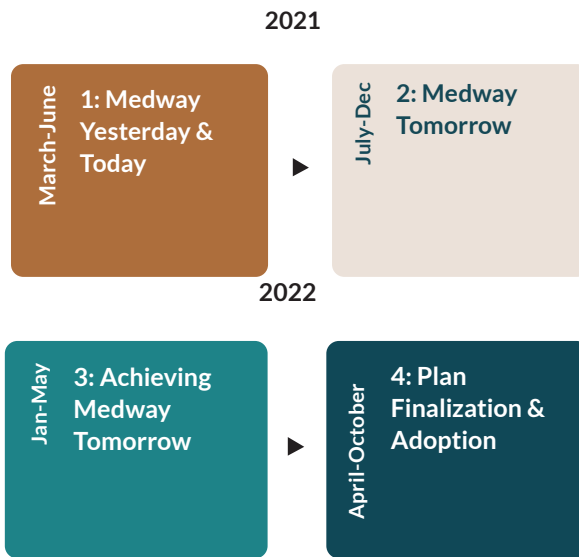 2021
March-June
1: Medway
Yesterday &
Today
July-Dec
2: Medway
Tomorrow
2022
Jan-May
3: Achieving
Medway
Tomorrow
April-October
4: Plan
Finalization &
Adoption